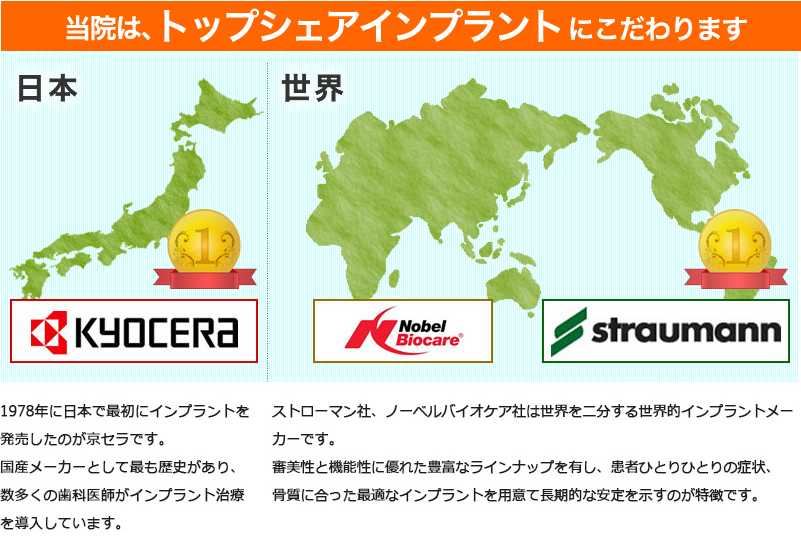 当院は、トップシェアインプラントにこだわります
日本
世界
1
1
KYOCERA
Nobel
Biocare®
straumann
1978年に日本で最初にインプラントを
発売したのが京セラです。
国産メーカーとして最も歴史があり、
数多くの歯科医師がインプラント治療
を導入しています。
ストローマン社、ノーベルバイオケア社は世界を二分する世界的インプラントメー
カーです。
審美性と機能性に優れた豊富なラインナップを有し、患者ひとりひとりの症状、
骨質に合った最適なインプラントを用意て長期的な安定を示すのが特徴です。